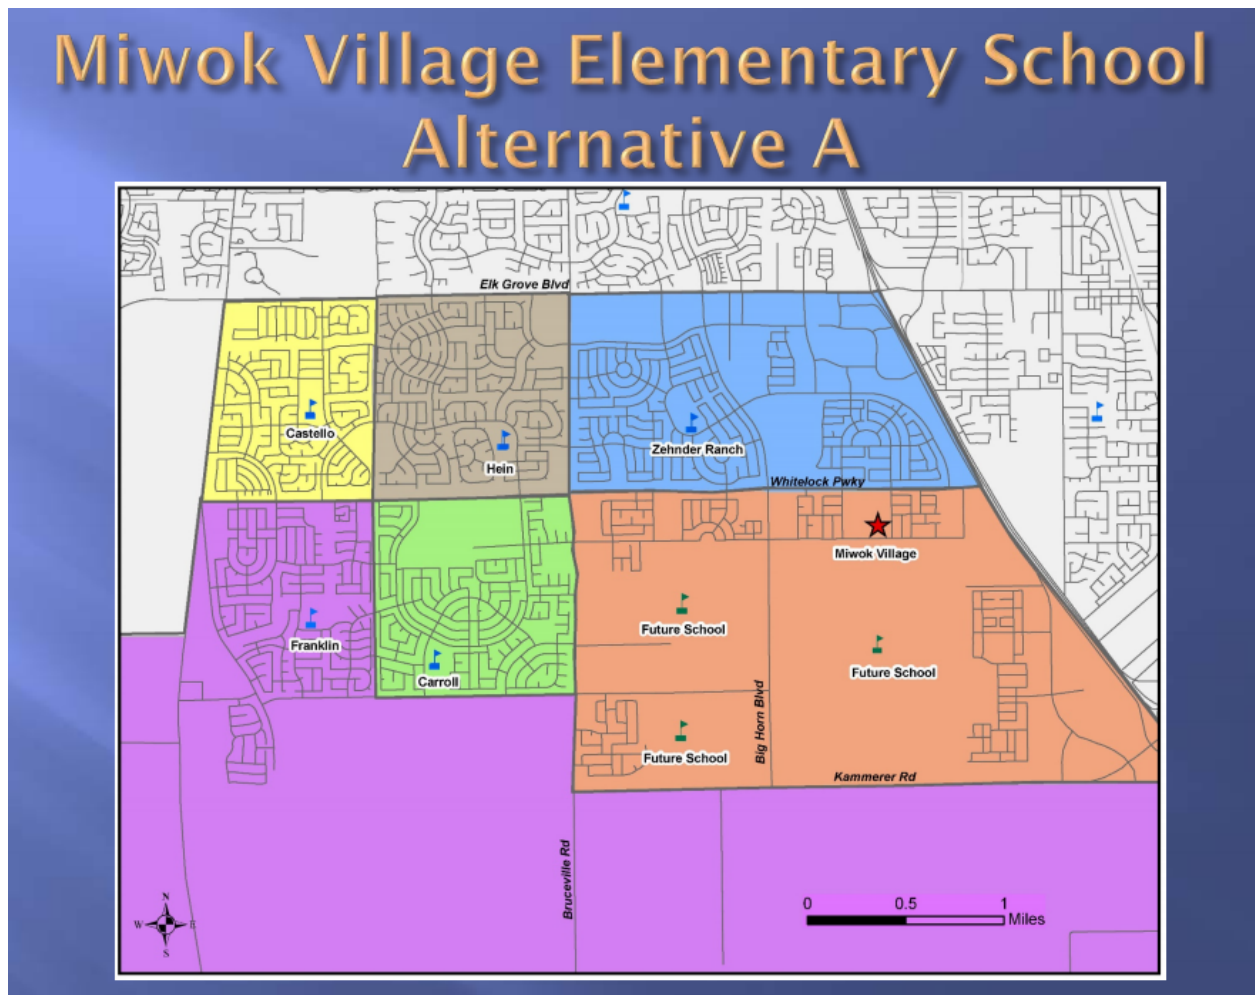 Miwok Village Elementary School
Alternative A
Elk Grove Blvd
Castello
Hein
Zehnder Ranch
Whitelock Pwky
Miwok Village
Franklin
Carroll
Future School
Future School
Big Horn Blvd
Future School
Kammerer Rd
Bruceville Rd
N
W E
S
0 0.5 1
Miles